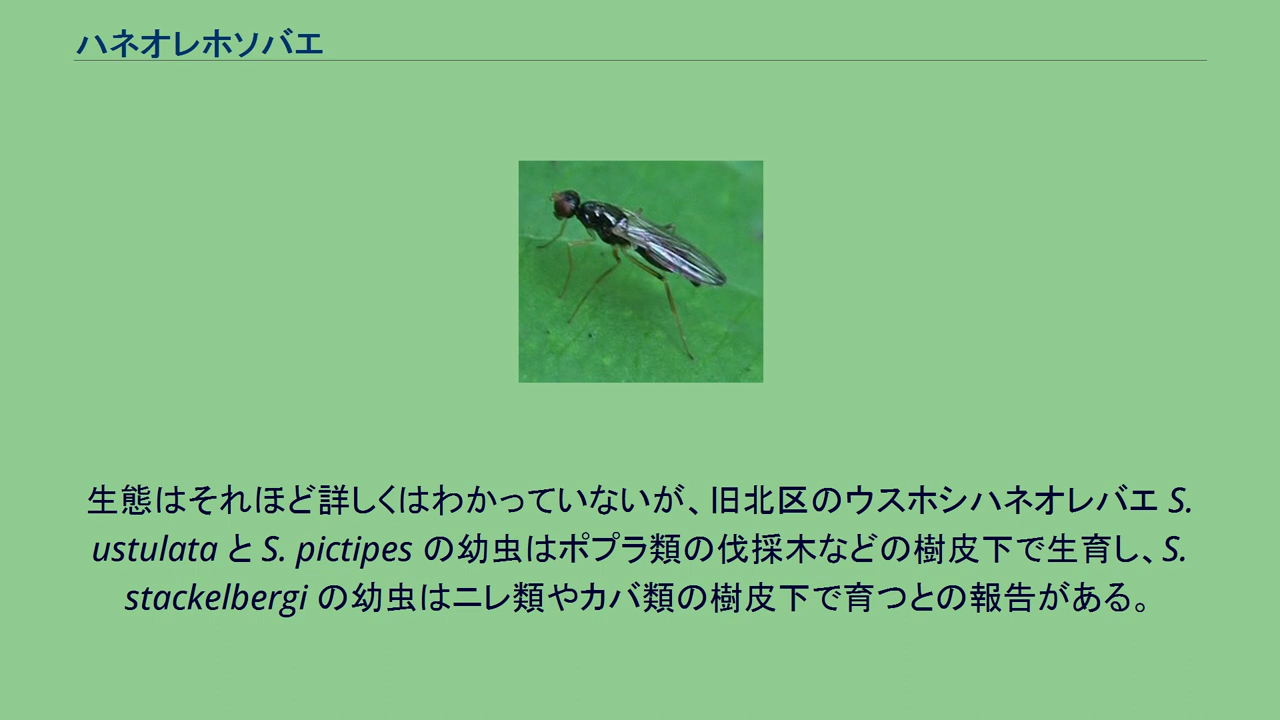 ハネオレホソバエ
生態はそれほど詳しくはわかっていないが、旧北区のウスホシハネオレバエ S.
ustulata と S. pictipes の幼虫はポプラ類の伐採木などの樹皮下で生育し、S.
stackelbergi の幼虫はニレ類やカバ類の樹皮下で育つとの報告がある。